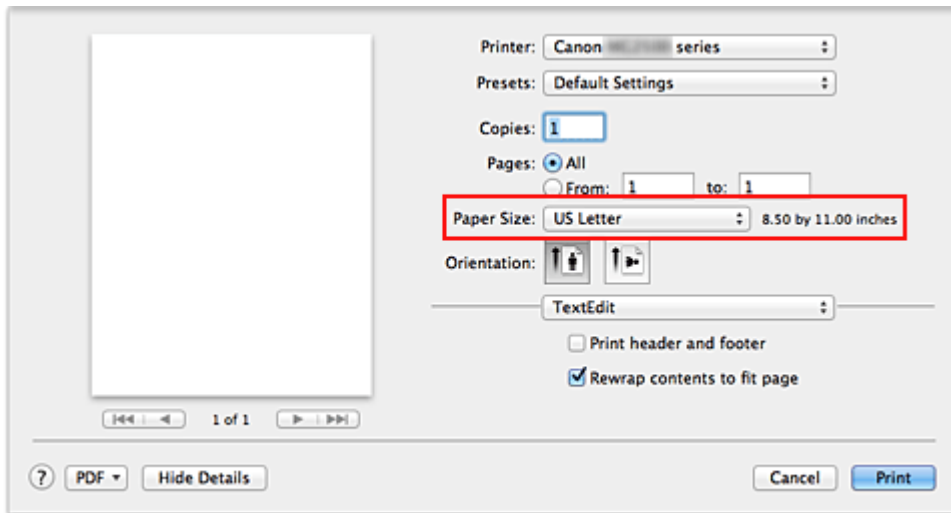 Printer: Canon series
Presets: Default Settings
Copies: 1
Pages: All
From: 1 to: 1
Paper Size: US Letter 8.50 by 11.00 inches
Orientation:
TextEdit
Print header and footer
Rewrap contents to fit page
1 of 1
? PDF Hide Details Cancel Print